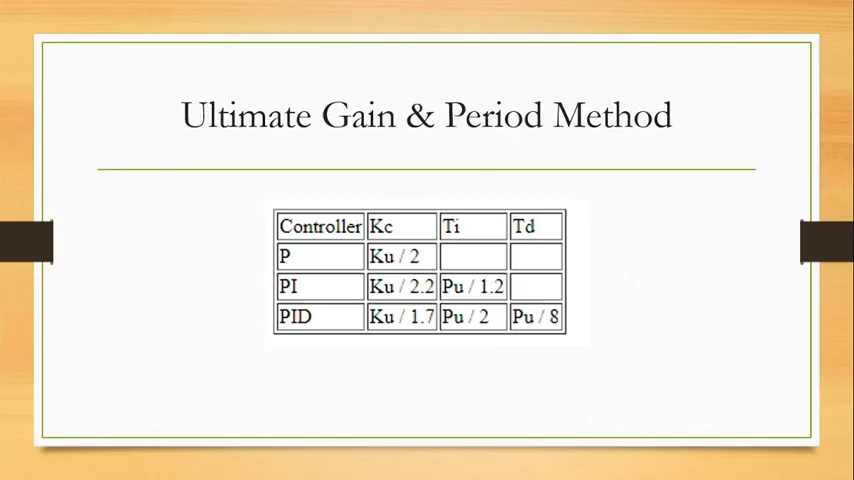 Ultimate Gain & Period Method
Controller Kc Ti Td
P Ku / 2
PI Ku / 2.2 Pu / 1.2
PID Ku / 1.7 Pu / 2 Pu / 8